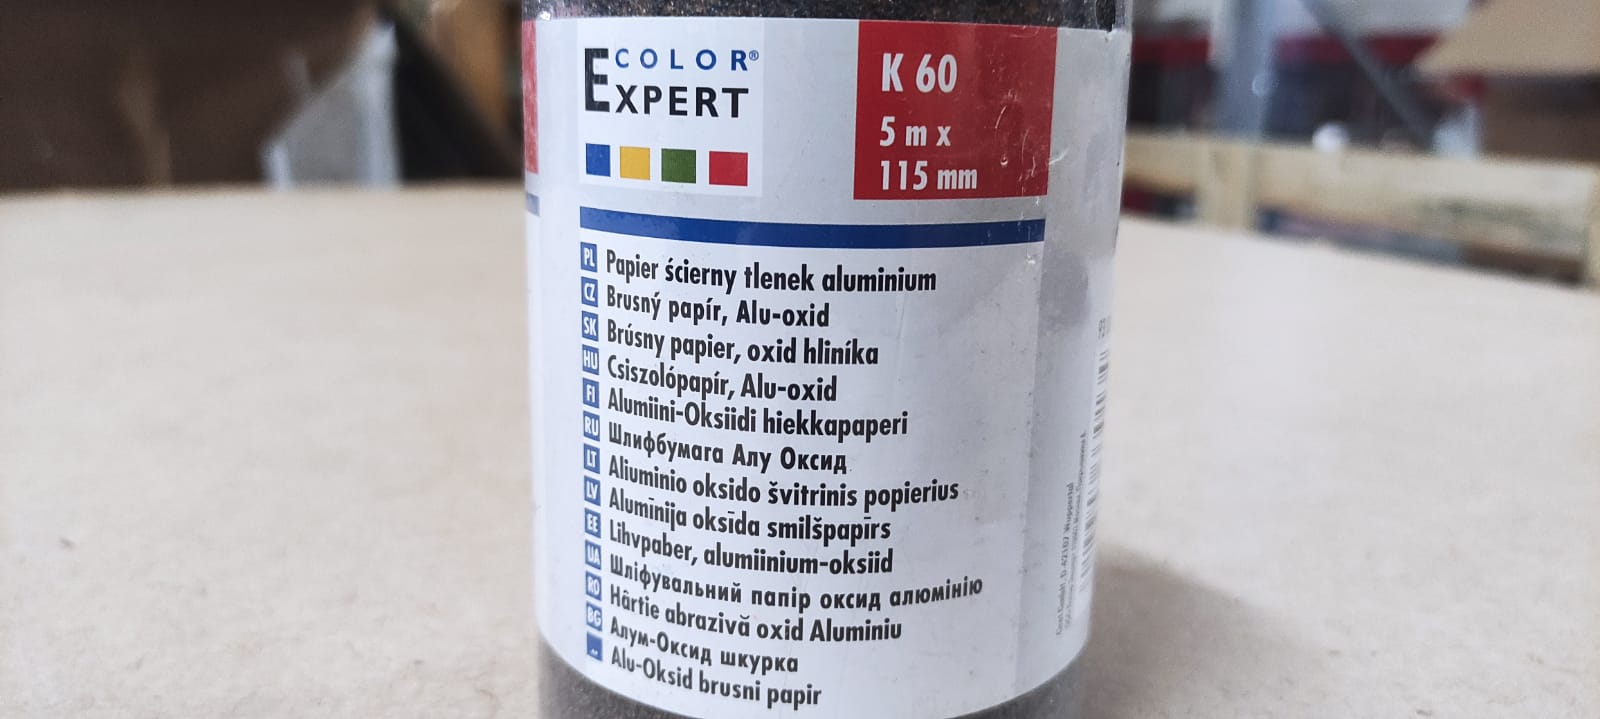 COLOR®
EXPERT
K 60
5 m x
115 mm
PL Papier ścierny tlenek aluminium
CZ Brusný papír, Alu-oxid
SK Brúsny papier, oxid hliníka
HU Csiszolópapír, Alu-oxid
FI Alumiini-Oksiidi hiekkapaperi
RU Шлифбумага Алу Оксид
LT Aliuminio oksido švitrinis popierius
LV Alumīnija oksīda smilšpapīrs
EE Lihvpaber, alumiinium-oksiid
UA Шліфувальний папір оксид алюмінію
RO Hârtie abrazivă oxid Aluminiu
BG Алум-Оксид шкурка
.. Alu-Oksid brusni papir
GmbH, D-42107 Wuppertal